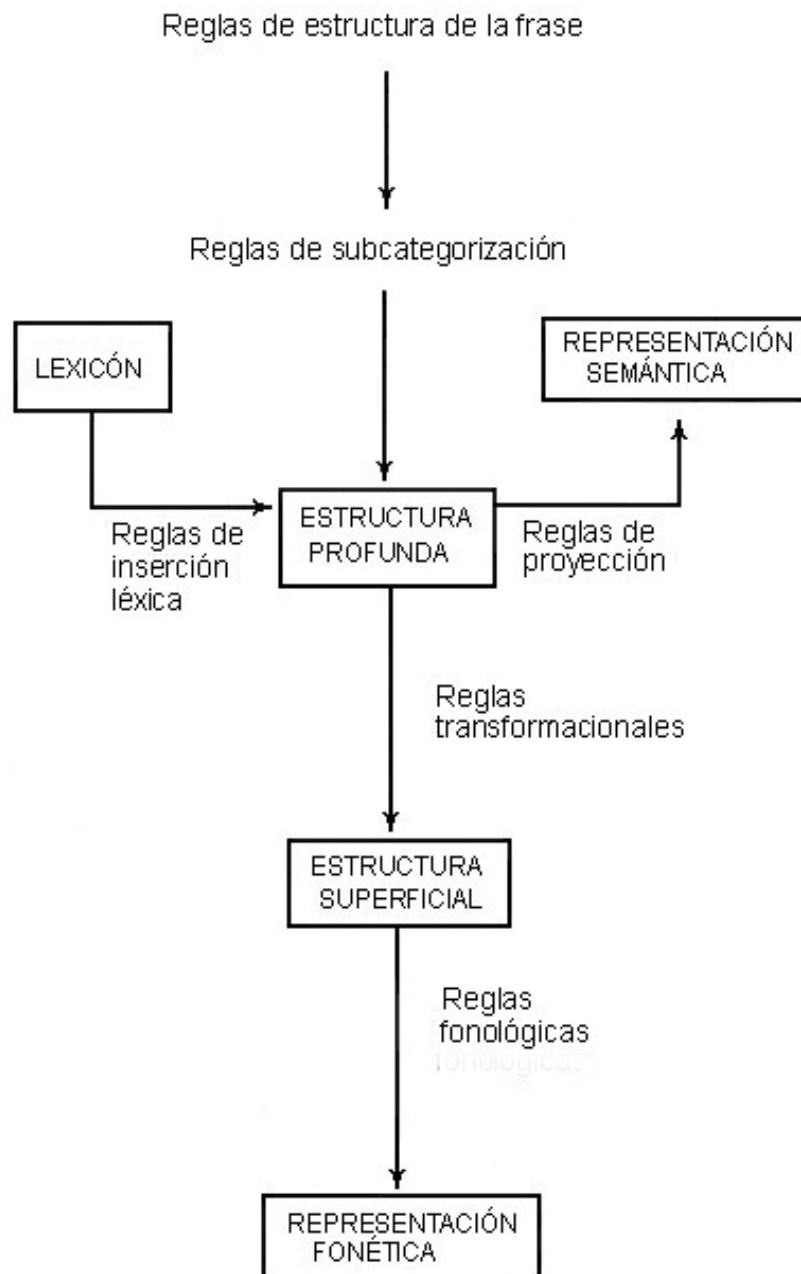 Reglas de estructura de la frase
Reglas de subcategorización
LEXICÓN
REPRESENTACIÓN
SEMÁNTICA
ESTRUCTURA
PROFUNDA
Reglas de
inserción
léxica
Reglas de
proyección
Reglas
transformacionales
ESTRUCTURA
SUPERFICIAL
Reglas
fonológicas
fonológicas
REPRESENTACIÓN
FONÉTICA